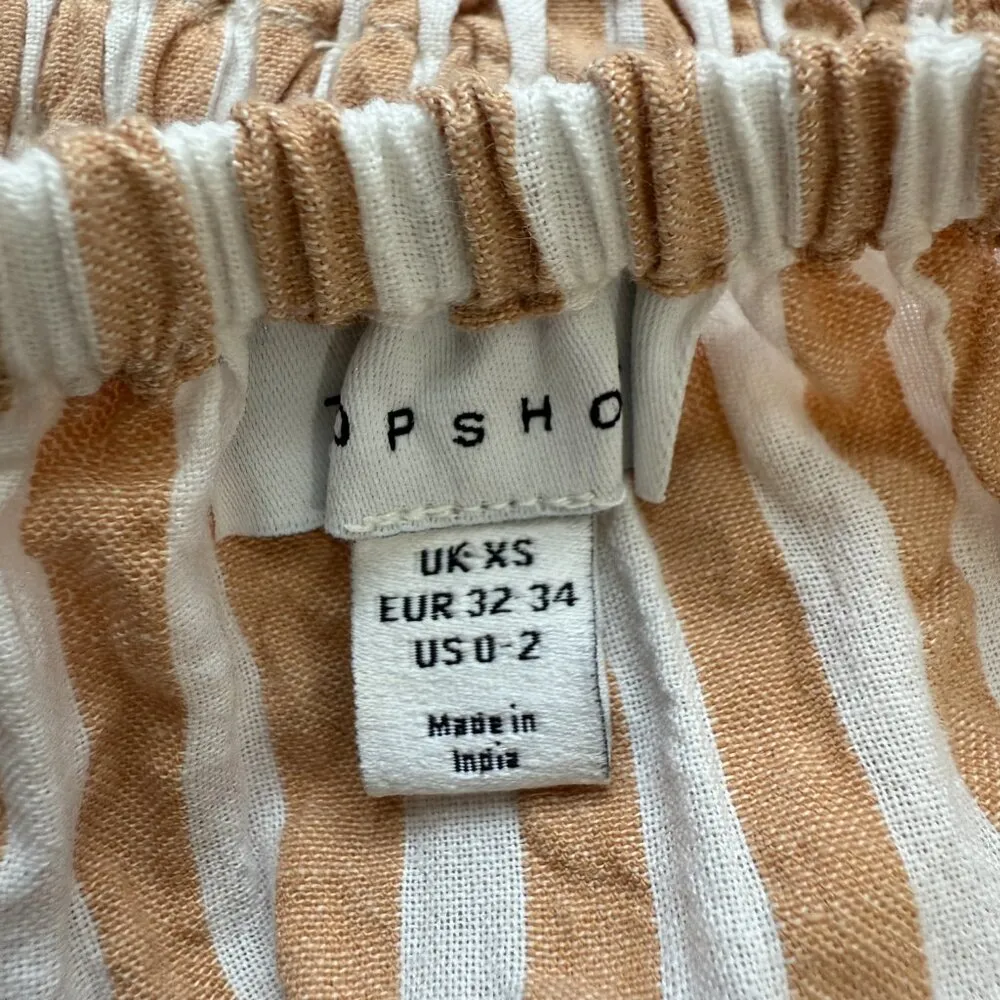 OPSHO
UK XS
EUR 32-34
US 0-2
Made in
India